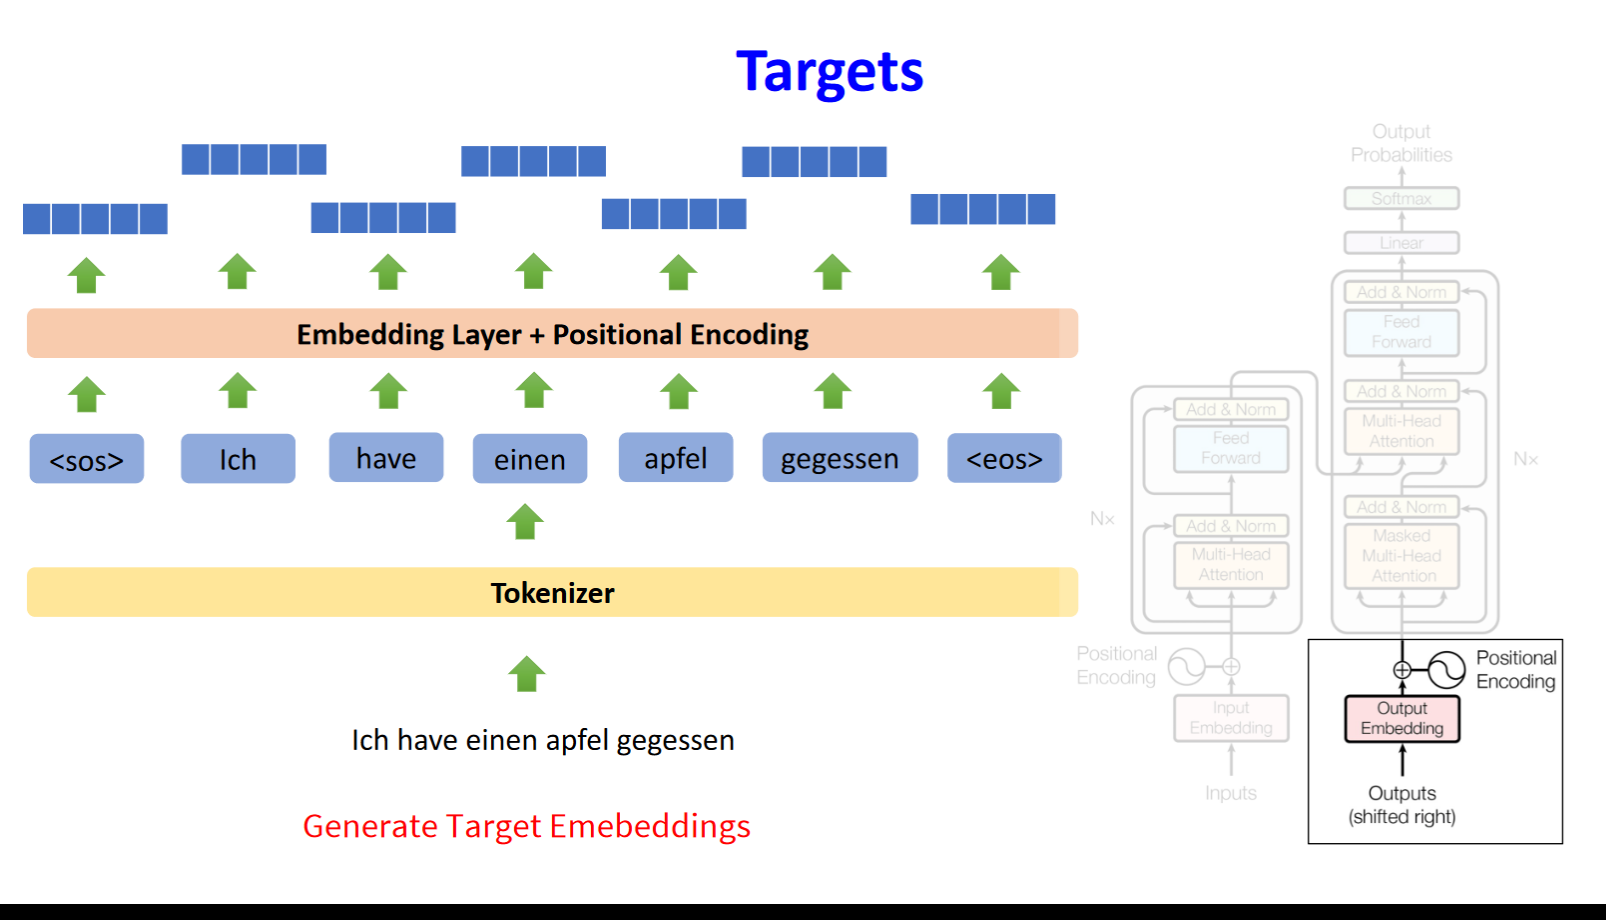 Targets
Embedding Layer + Positional Encoding
<sos> Ich have einen apfel gegessen <eos>
Tokenizer
Ich have einen apfel gegessen
Generate Target Emebeddings
Output
Probabilities
Softmax
Linear
Add & Norm
Feed
Forward
Add & Norm
Multi-Head
Attention
Nx
Add & Norm
Masked
Multi-Head
Attention
Add & Norm
Feed
Forward
Nx
Add & Norm
Multi-Head
Attention
Positional
Encoding
Input
Embedding
Inputs
Positional
Encoding
Output
Embedding
Outputs
(shifted right)